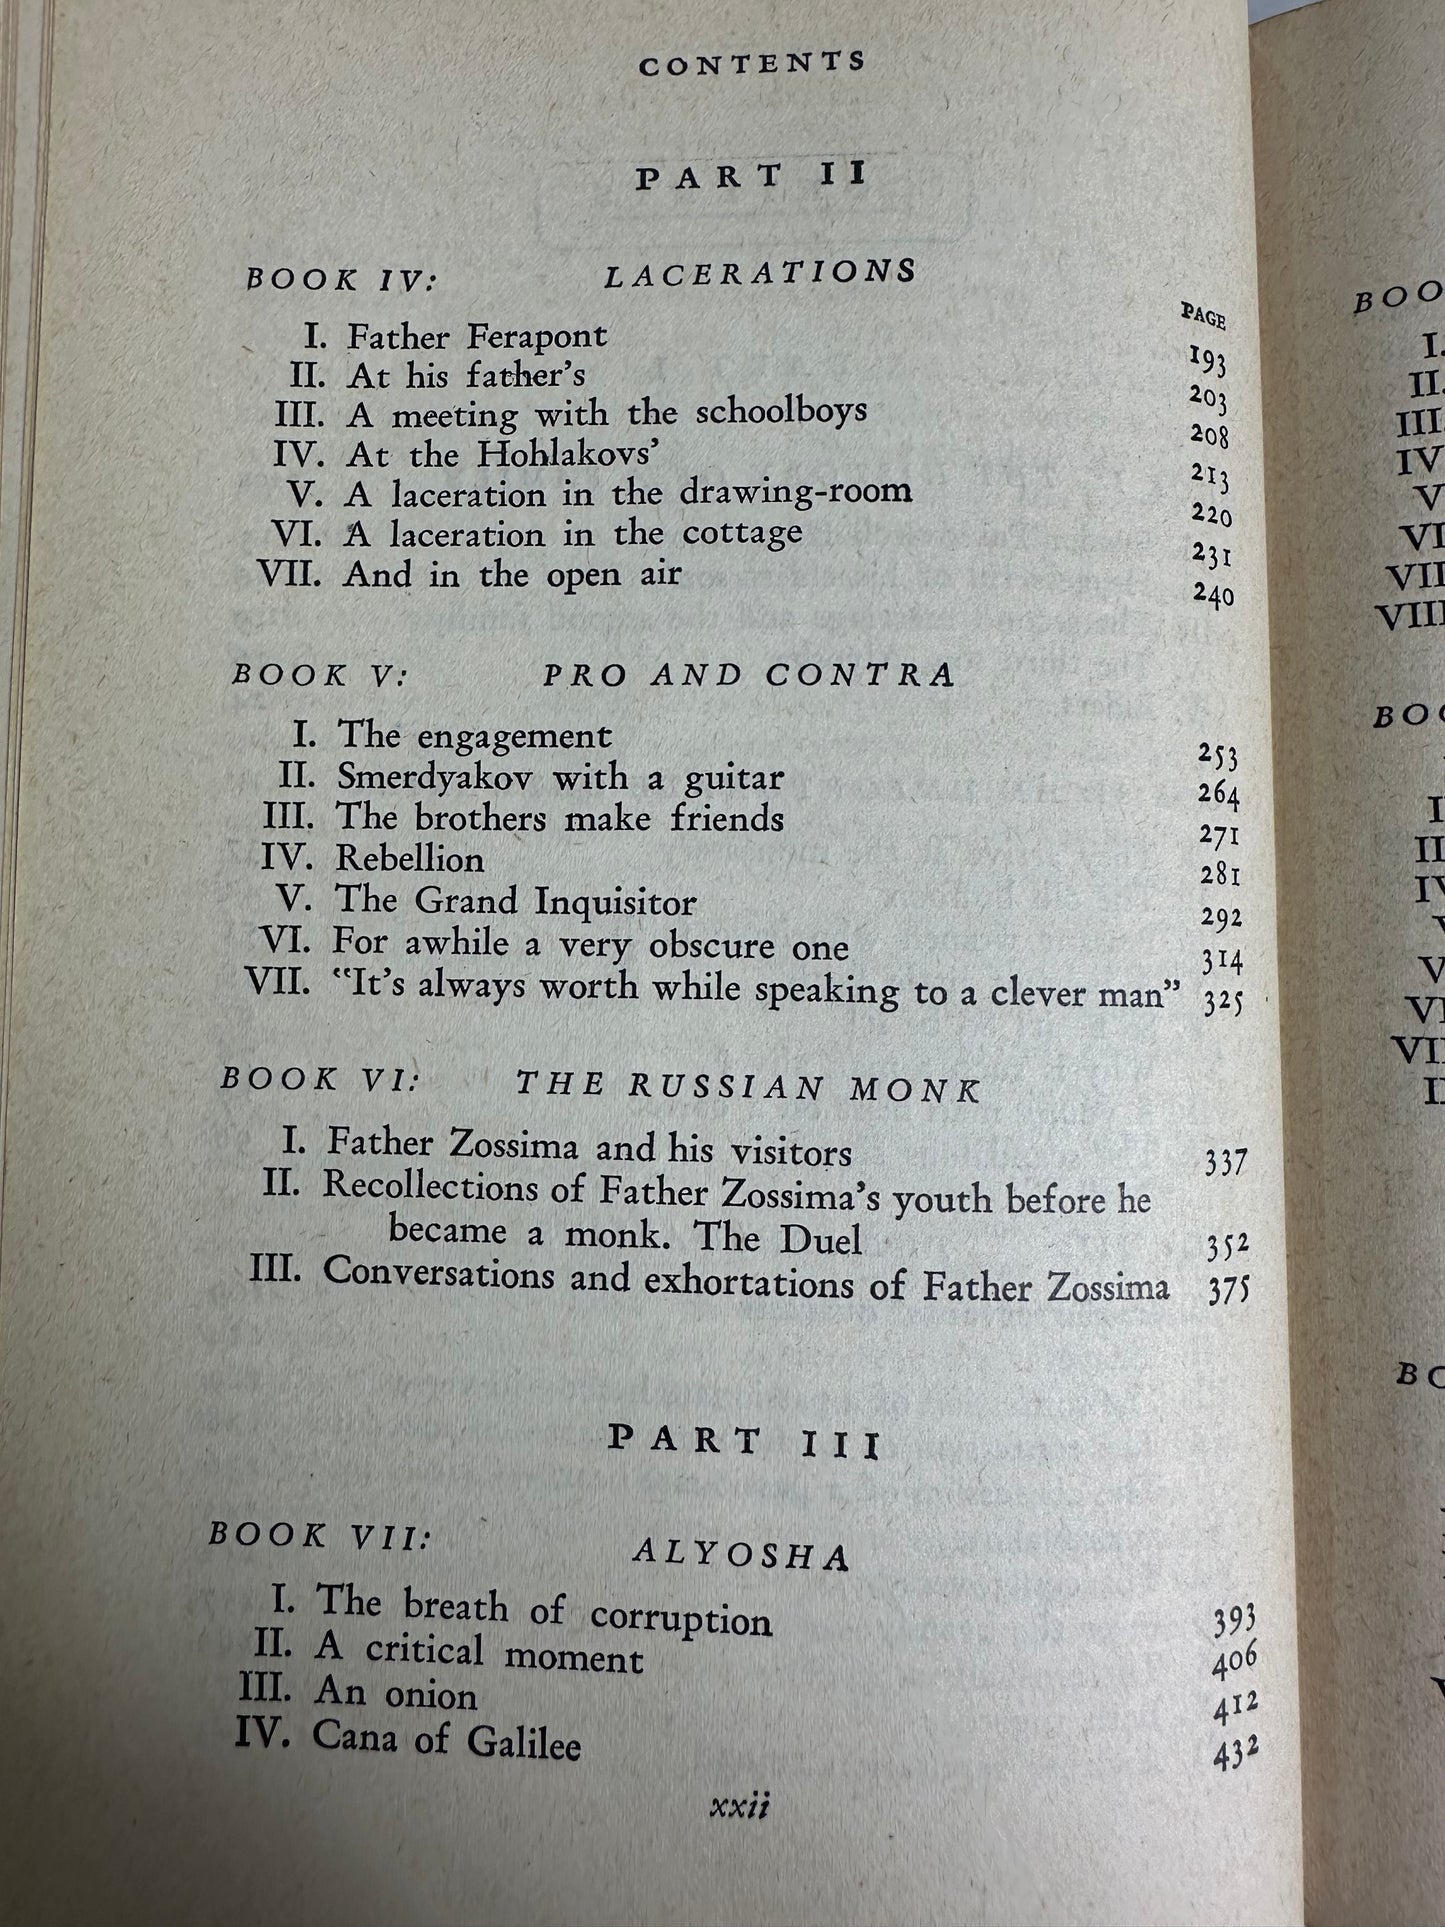 CONTENTS
PART II
BOOK IV: LACERATIONS
PAGE
I. Father Ferapont 193
II. At his father's 203
III. A meeting with the schoolboys 208
IV. At the Hohlakovs' 213
V. A laceration in the drawing-room 220
VI. A laceration in the cottage 231
VII. And in the open air 240
BOOK V: PRO AND CONTRA
I. The engagement 253
II. Smerdyakov with a guitar 264
III. The brothers make friends 271
IV. Rebellion 281
V. The Grand Inquisitor 292
VI. For awhile a very obscure one 314
VII. "It's always worth while speaking to a clever man" 325
BOOK VI: THE RUSSIAN MONK
I. Father Zossima and his visitors 337
II. Recollections of Father Zossima's youth before he
became a monk. The Duel 352
III. Conversations and exhortations of Father Zossima 375
PART III
BOOK VII: ALYOSHA
I. The breath of corruption 393
II. A critical moment 406
III. An onion 412
IV. Cana of Galilee 432
xxii